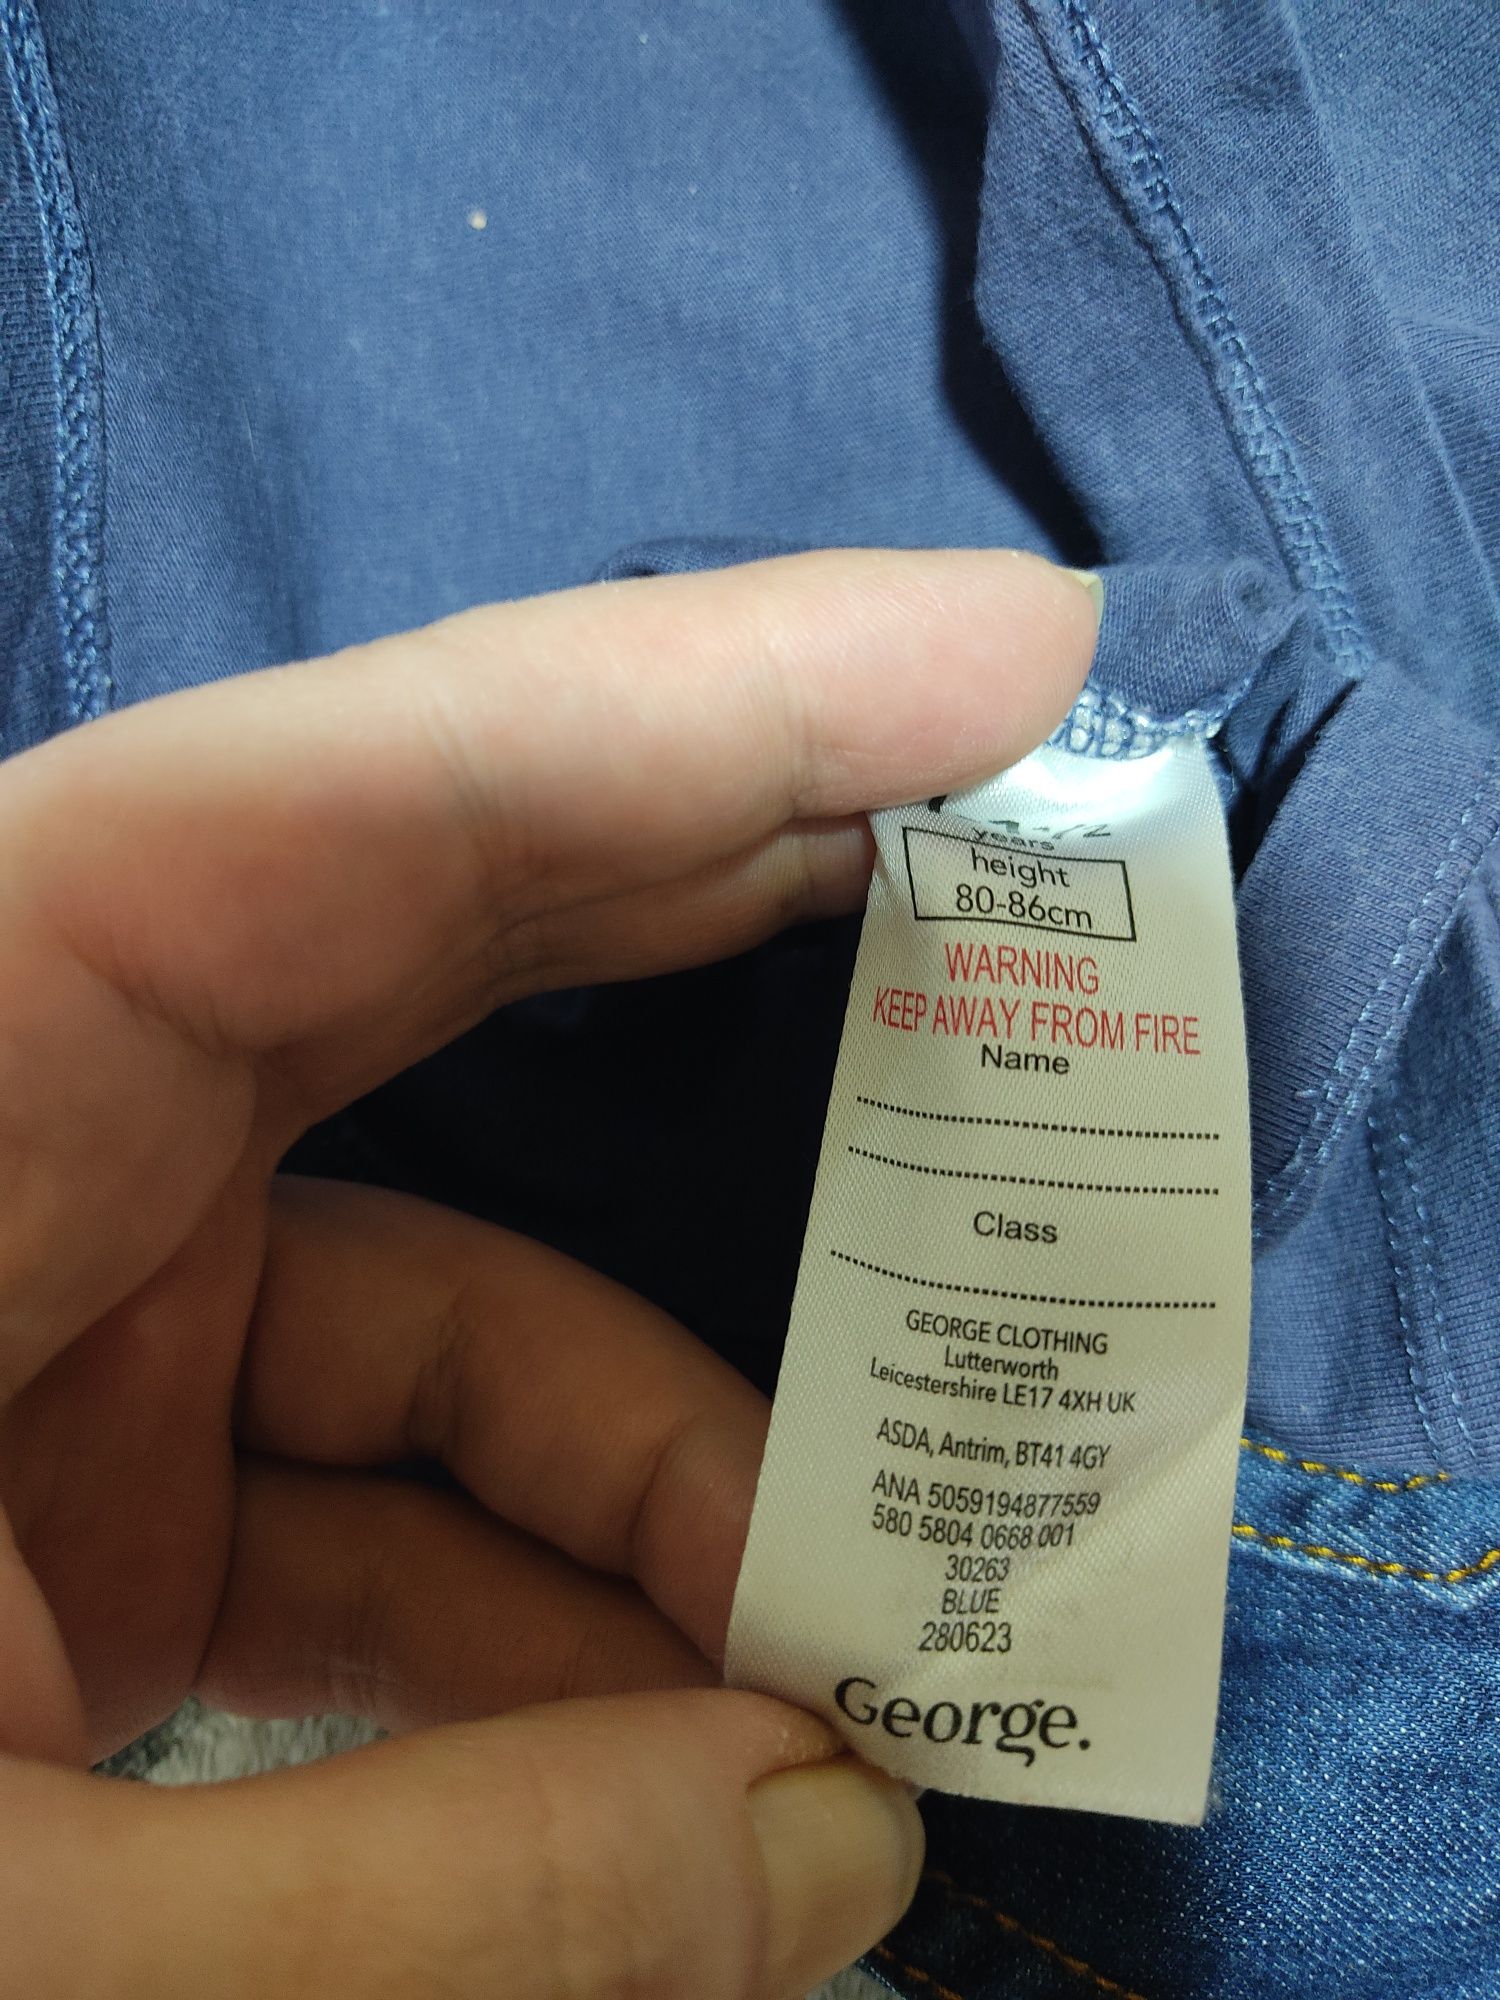 years
height
80-86cm
WARNING
KEEP AWAY FROM FIRE
Name
Class
GEORGE CLOTHING
Lutterworth
Leicestershire LE17 4XH UK
ASDA, Antrim, BT41 4GY
ANA 5059194877559
580 5804 0668 001
30263
BLUE
280623
George.